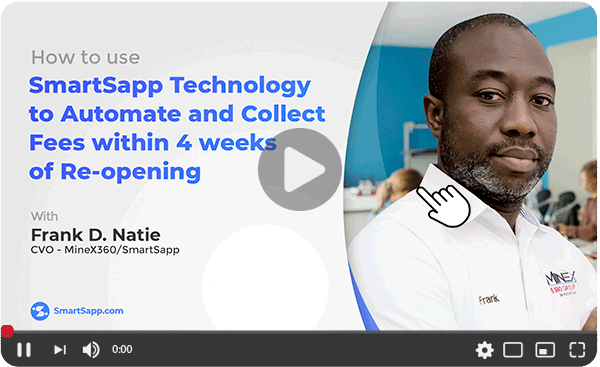 How to use
SmartSapp Technology
to Automate and Collect
Fees within 4 weeks
of Re-opening
With
Frank D. Natie
CVO - MineX360/SmartSapp
SmartSapp.com
MINEX
Frank
0:00